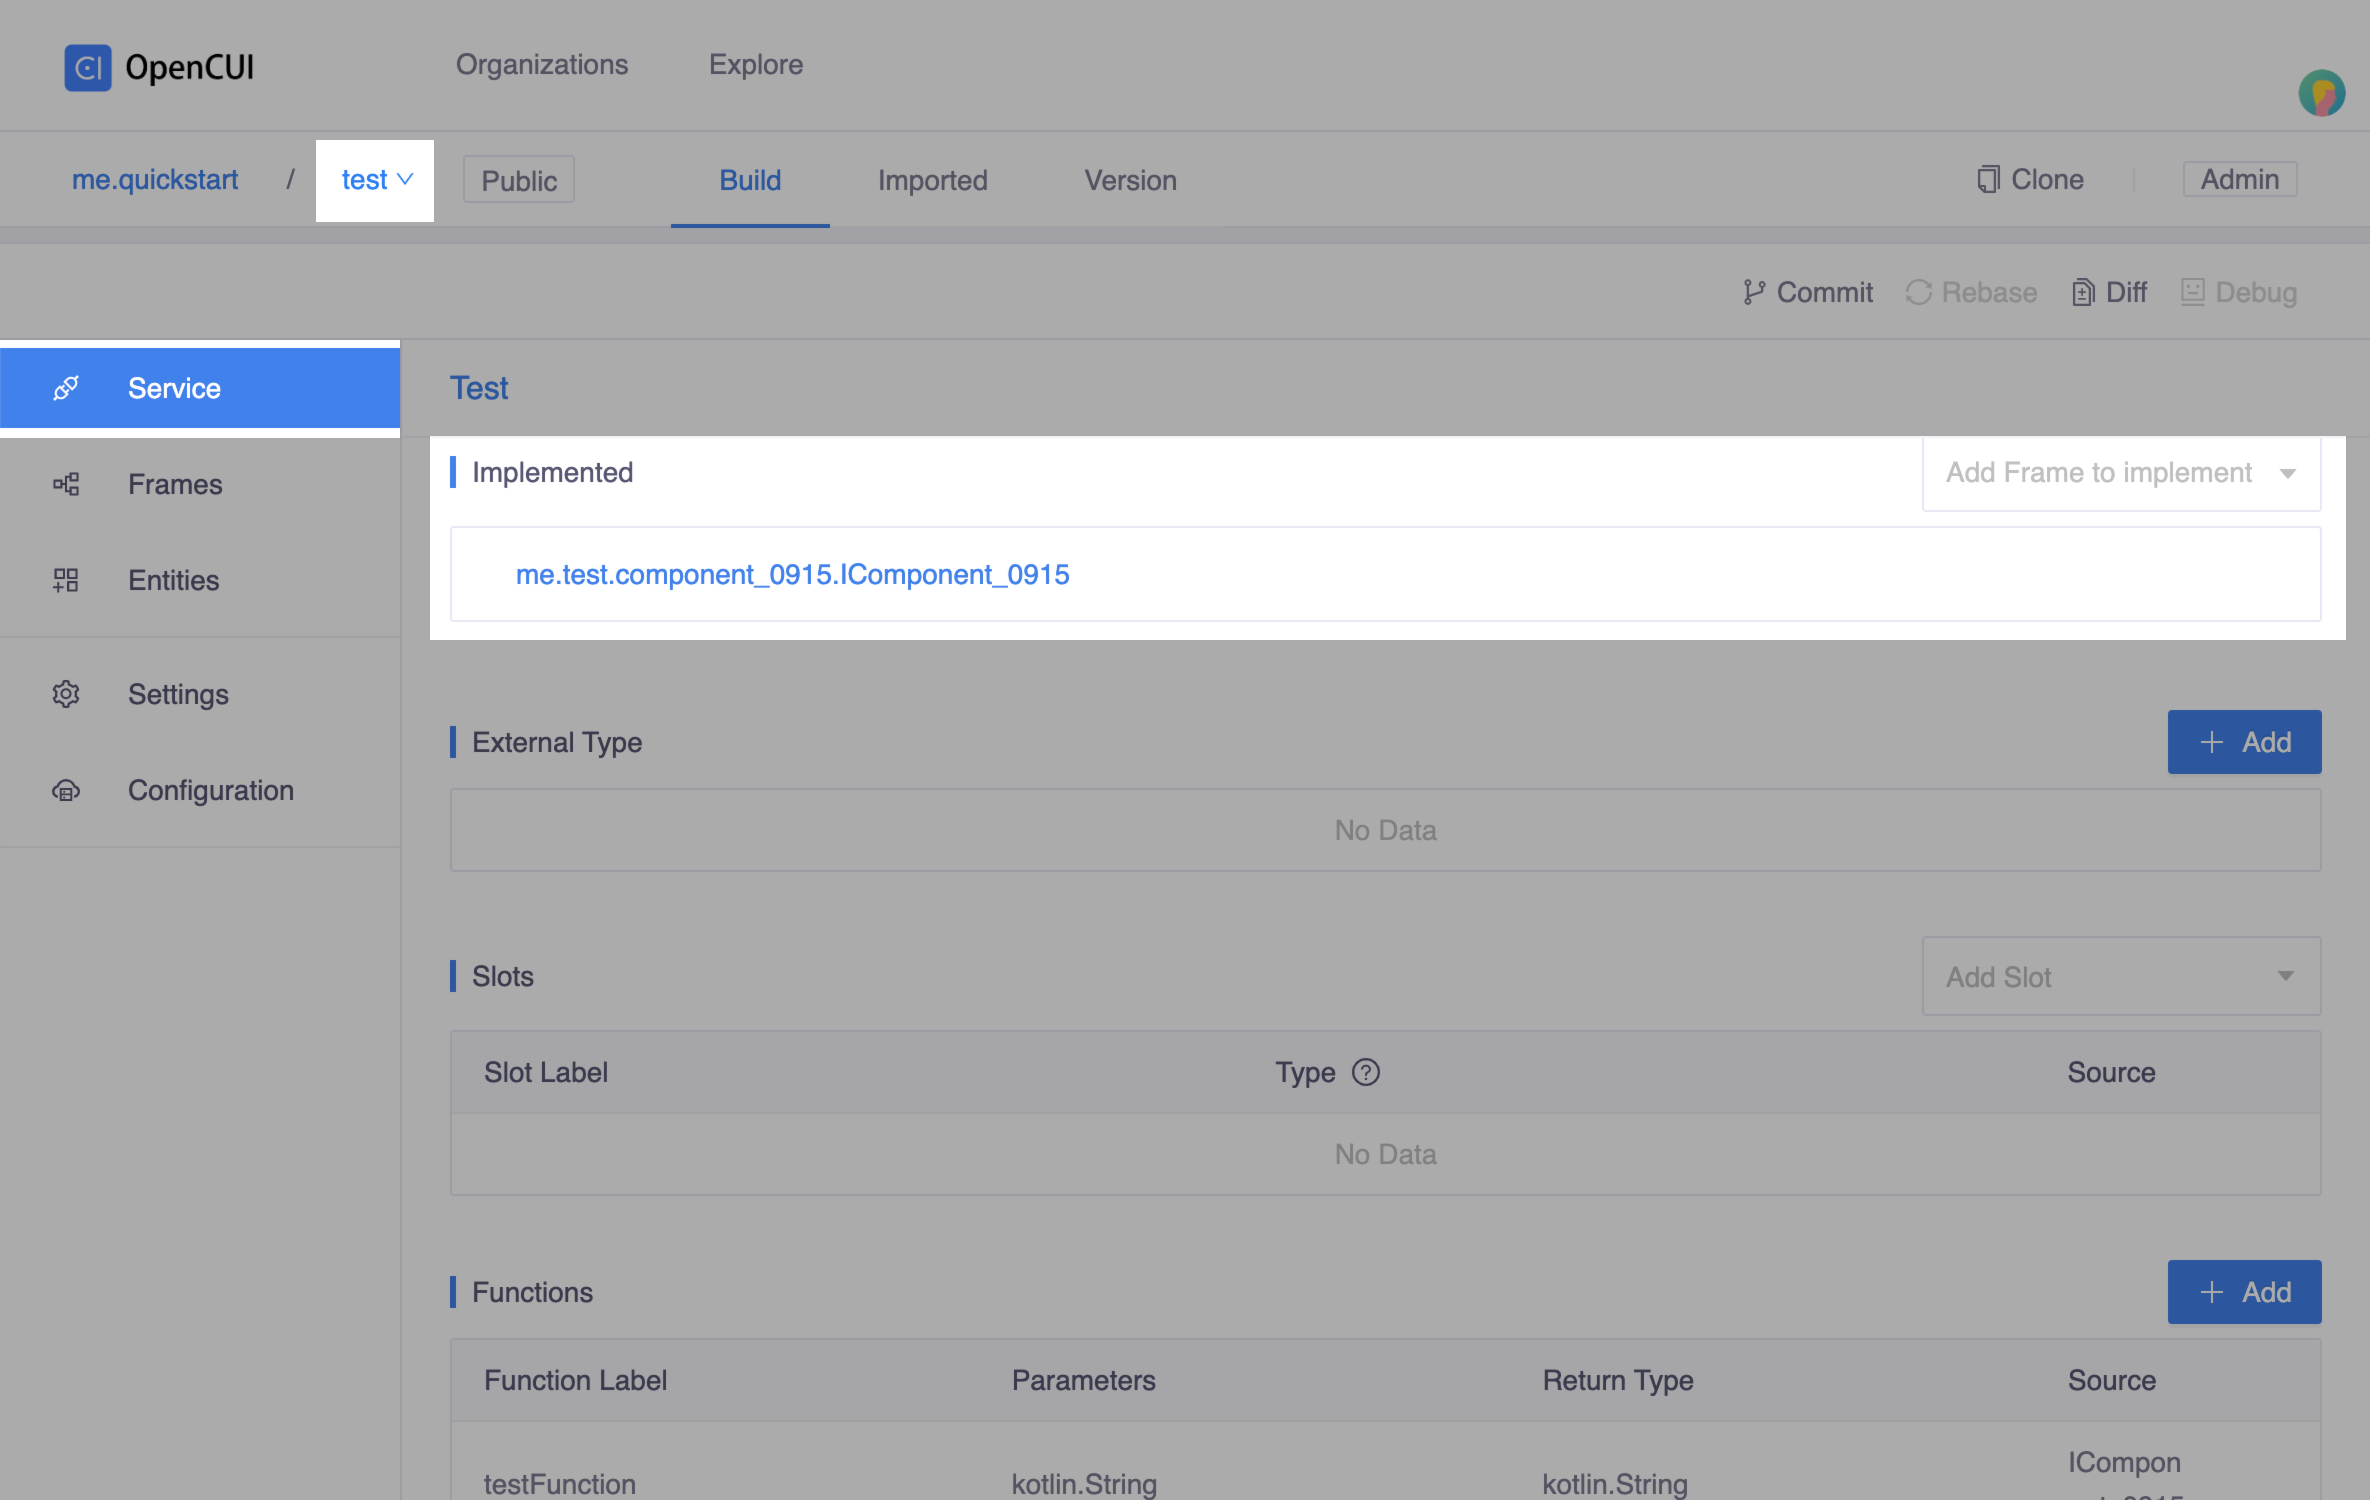 OpenCUI
Organizations
Explore
me.quickstart / test
Public
Build
Imported
Version
Clone
Admin
Commit
Rebase
Diff
Debug
Service
Frames
Entities
Settings
Configuration
Test
Implemented
Add Frame to implement
me.test.component_0915.IComponent_0915
External Type
Add
No Data
Slots
Add Slot
Slot Label Type Source
No Data
Functions
Add
Function Label Parameters Return Type Source
testFunction kotlin.String kotlin.String ICompon